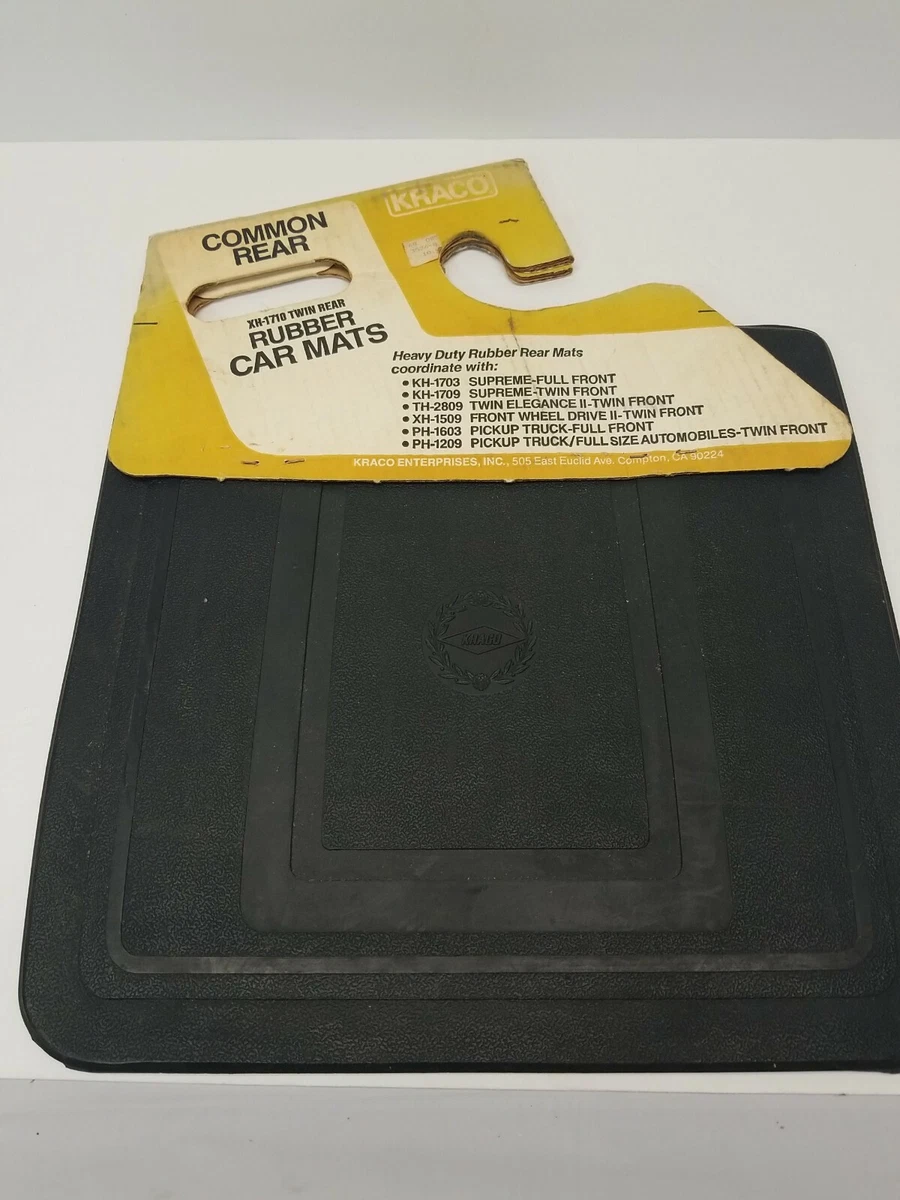 KRACO
COMMON
REAR
XH-1710 TWIN REAR
RUBBER
CAR MATS
Heavy Duty Rubber Rear Mats
coordinate with:
• KH-1703 SUPREME-FULL FRONT
• KH-1709 SUPREME-TWIN FRONT
• TH-2809 TWIN ELEGANCE II-TWIN FRONT
• XH-1509 FRONT WHEEL DRIVE II-TWIN FRONT
• PH-1603 PICKUP TRUCK-FULL FRONT
• PH-1209 PICKUP TRUCK/FULL SIZE AUTOMOBILES-TWIN FRONT
KRACO ENTERPRISES, INC., 505 East Euclid Ave. Compton, CA 90224
KRACO